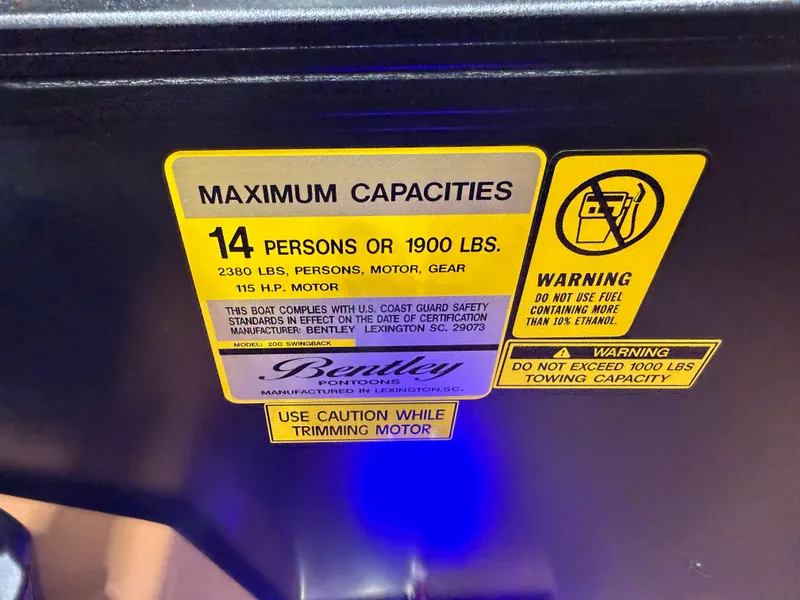 MAXIMUM CAPACITIES
14 PERSONS OR 1900 LBS.
2380 LBS, PERSONS, MOTOR, GEAR
115 H.P. MOTOR
THIS BOAT COMPLIES WITH U.S. COAST GUARD SAFETY
STANDARDS IN EFFECT ON THE DATE OF CERTIFICATION
MANUFACTURER: BENTLEY LEXINGTON SC. 29073
MODEL: 200 SWINGBACK
Bentley
PONTOONS
MANUFACTURED IN LEXINGTON,SC.
USE CAUTION WHILE
TRIMMING MOTOR
WARNING
DO NOT USE FUEL
CONTAINING MORE
THAN 10% ETHANOL.
WARNING
DO NOT EXCEED 1000 LBS
TOWING CAPACITY